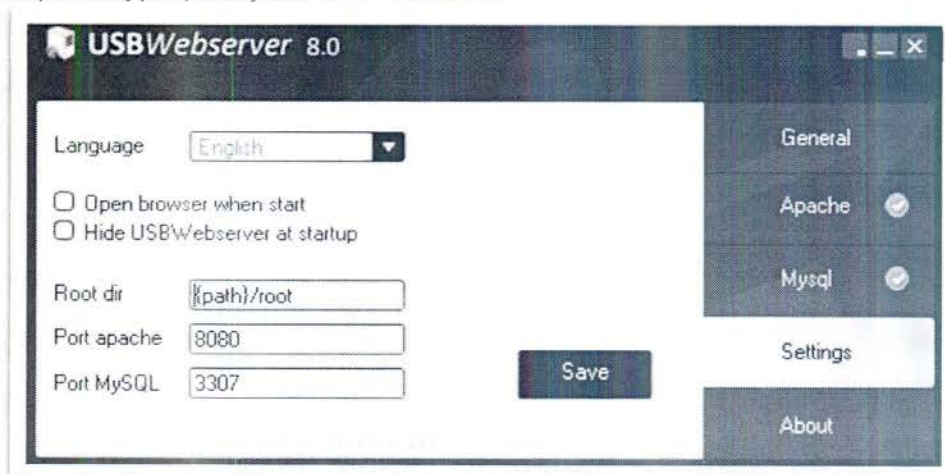 USBWebserver 8.0
Language English
Open browser when start
Hide USBWebserver at startup
Root dir {path}/root
Port apache 8080
Port MySQL 3307
Save
General
Apache
Mysql
Settings
About